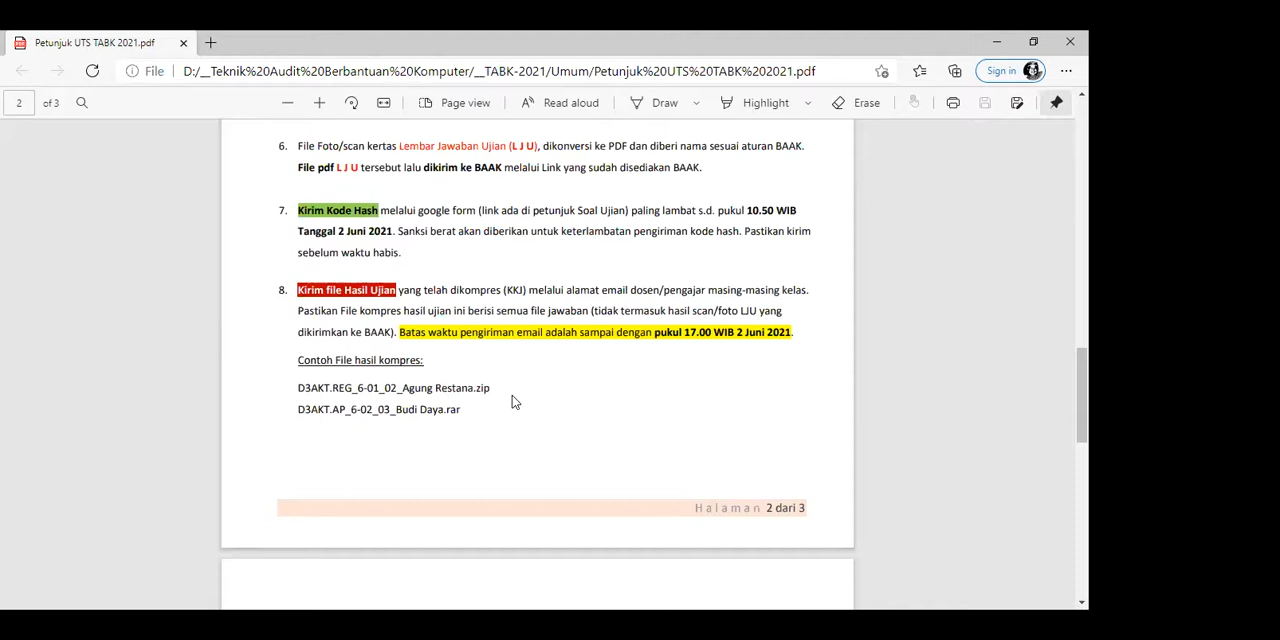 Petunjuk UTS TABK 2021.pdf
File D:/__Teknik%20Audit%20Berbantuan%20Komputer/__TABK-2021/Umum/Petunjuk%20UTS%20TABK%202021.pdf Sign in
2 of 3 Page view Read aloud Draw Highlight Erase
6. File Foto/scan kertas Lembar Jawaban Ujian (L J U), dikonversi ke PDF dan diberi nama sesuai aturan BAAK.
File pdf L J U tersebut lalu dikirim ke BAAK melalui Link yang sudah disediakan BAAK.
7. Kirim Kode Hash melalui google form (link ada di petunjuk Soal Ujian) paling lambat s.d. pukul 10.50 WIB
Tanggal 2 Juni 2021. Sanksi berat akan diberikan untuk keterlambatan pengiriman kode hash. Pastikan kirim
sebelum waktu habis.
8. Kirim file Hasil Ujian yang telah dikompres (KKJ) melalui alamat email dosen/pengajar masing-masing kelas.
Pastikan File kompres hasil ujian ini berisi semua file jawaban (tidak termasuk hasil scan/foto LJU yang
dikirimkan ke BAAK). Batas waktu pengiriman email adalah sampai dengan pukul 17.00 WIB 2 Juni 2021.
Contoh File hasil kompres:
D3AKT.REG_6-01_02_Agung Restana.zip
D3AKT.AP_6-02_03_Budi Daya.rar
H a l a m a n 2 dari 3